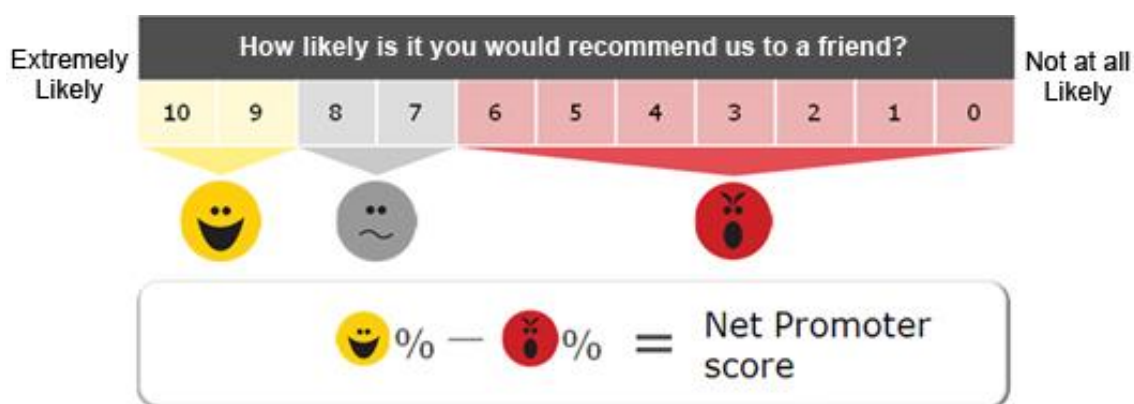 How likely is it you would recommend us to a friend?
Extremely
Likely
Not at all
Likely
10 9 8 7 6 5 4 3 2 1 0
% — % = Net Promoter
score